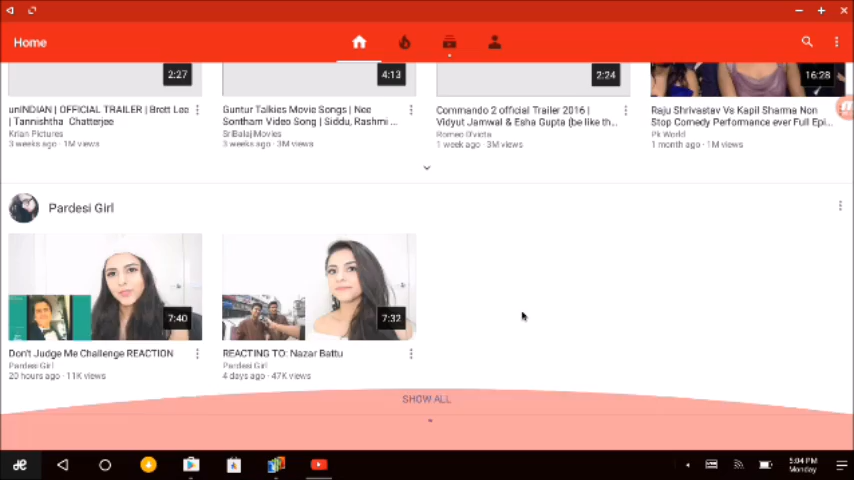 Home
2:27
4:13
2:24
16:28
uniNDIAN | OFFICIAL TRAILER | Brett Lee
| Tannishtha Chatterjee
Krian Pictures
3 weeks ago · 1M views
Guntur Talkies Movie Songs | Nee
Sontham Video Song | Siddu, Rashmi ...
SriBalaj Movies
3 weeks ago · 3M views
Commando 2 official Trailer 2016 |
Vidyut Jamwal & Esha Gupta (be like th...
Romeo D'vista
1 week ago · 3M views
Raju Shrivastav Vs Kapil Sharma Non
Stop Comedy Performance ever Full Epi...
Pk World
1 month ago · 1M views
Pardesi Girl
7:40
7:32
Don't Judge Me Challenge REACTION
Pardesi Girl
20 hours ago · 11K views
REACTING TO: Nazar Battu
Pardesi Girl
4 days ago · 47K views
SHOW ALL
5:04 PM
Monday